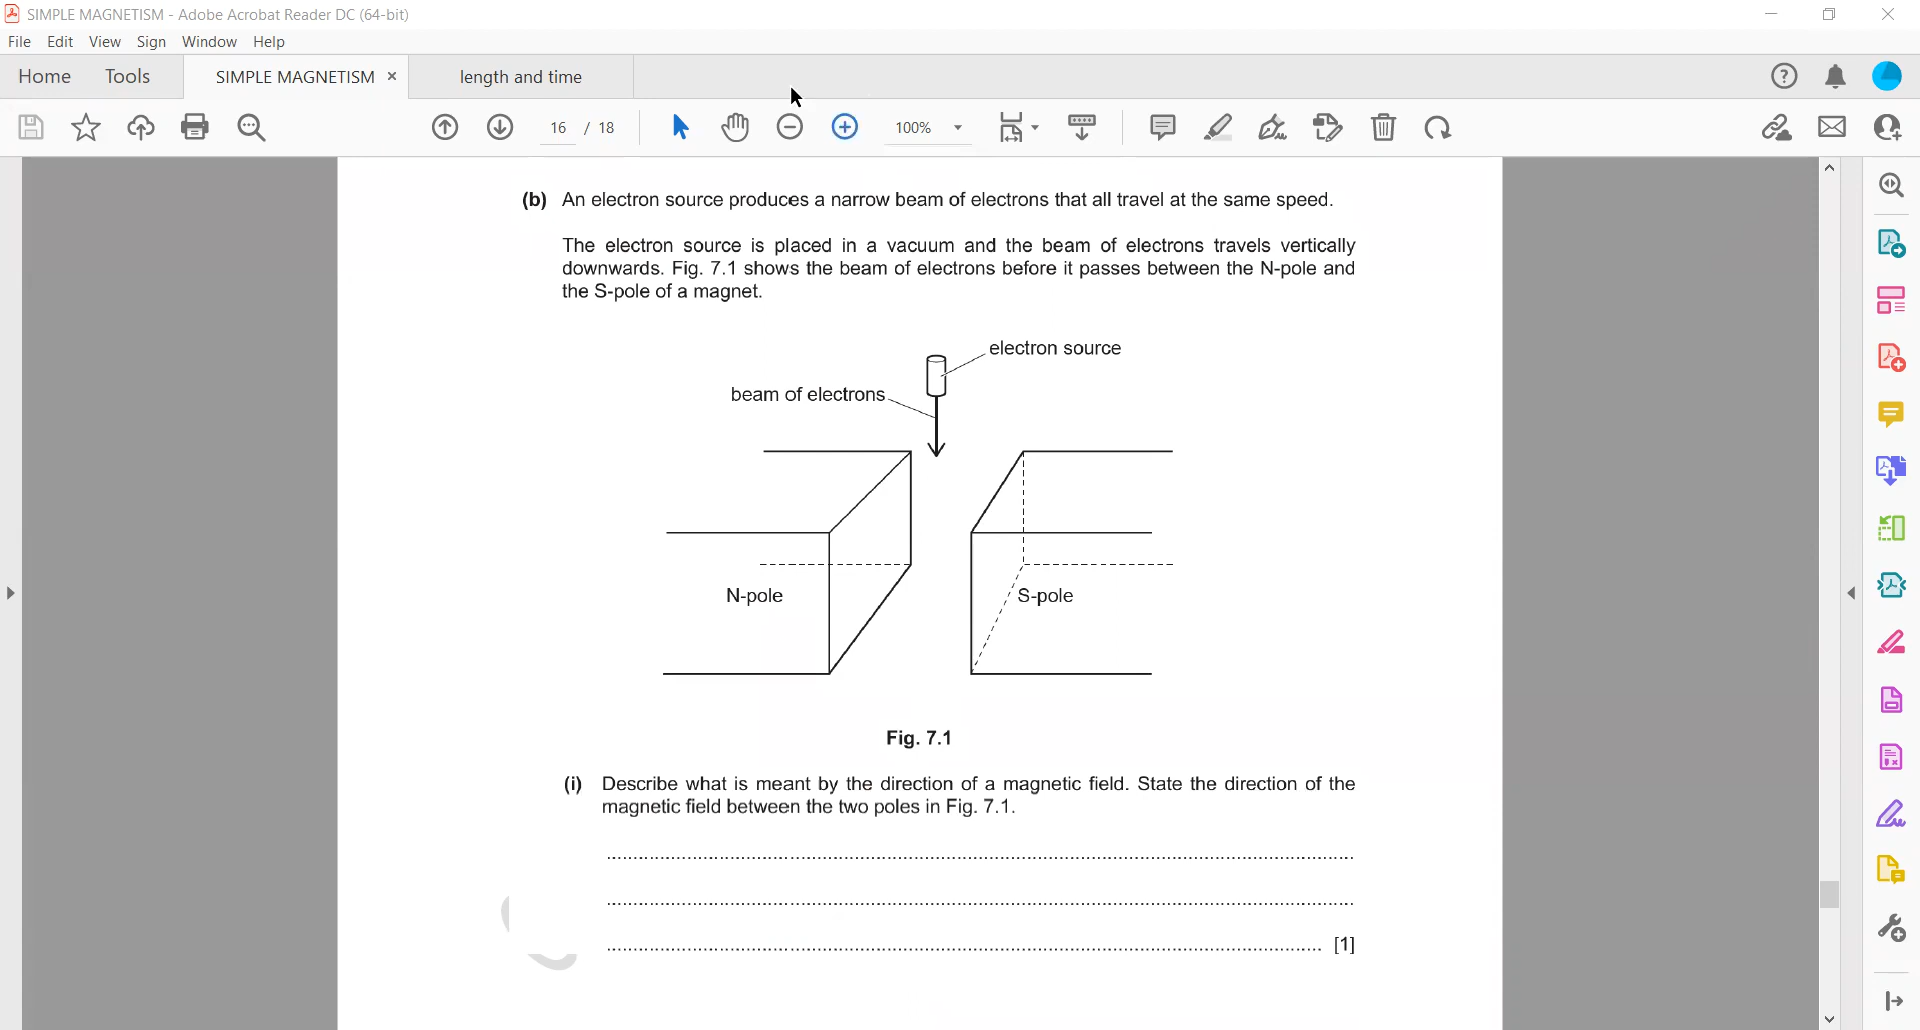 SIMPLE MAGNETISM - Adobe Acrobat Reader DC (64-bit)
File Edit View Sign Window Help
Home Tools SIMPLE MAGNETISM × length and time
16 / 18 100%
(b) An electron source produces a narrow beam of electrons that all travel at the same speed.
The electron source is placed in a vacuum and the beam of electrons travels vertically
downwards. Fig. 7.1 shows the beam of electrons before it passes between the N-pole and
the S-pole of a magnet.
electron source
beam of electrons
N-pole
S-pole
Fig. 7.1
(i) Describe what is meant by the direction of a magnetic field. State the direction of the
magnetic field between the two poles in Fig. 7.1.
[1]